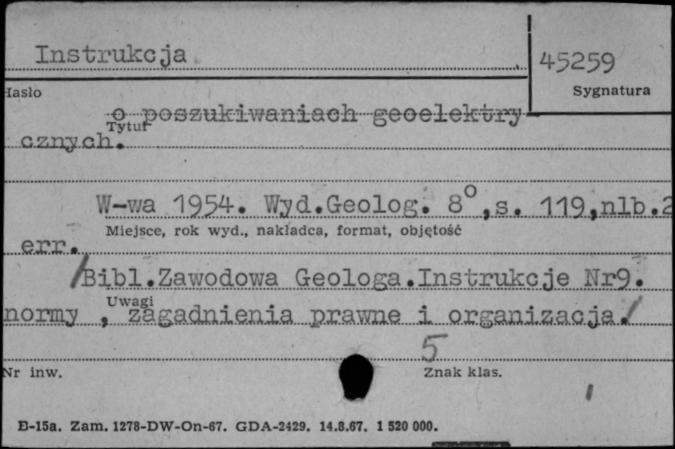 Instrukcja
45259
Hasło
Sygnatura
o poszukiwaniach geoelektry-
Tytuł
cznych.
W-wa 1954. Wyd.Geolog. 8°,s. 119,nlb.2
Miejsce, rok wyd., nakładca, format, objętość
err.
/Bibl.Zawodowa Geologa.Instrukcje Nr9.
Uwagi
normy , zagadnienia prawne i organizacja./
5
Nr inw.
Znak klas.
B-15a. Zam. 1278-DW-On-67. GDA-2429. 14.8.67. 1 520 000.